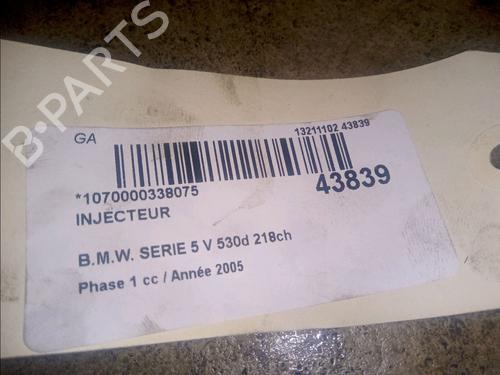 B·PARTS
GA
13211102 43839
*1070000338075
43839
INJECTEUR
B.M.W. SERIE 5 V 530d 218ch
Phase 1 cc / Année 2005